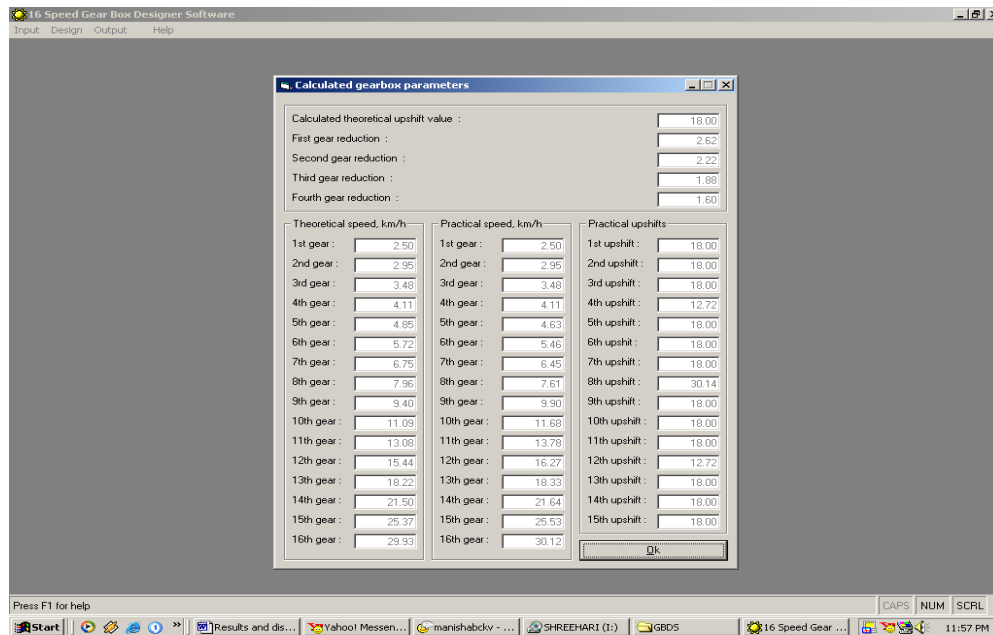 16 Speed Gear Box Designer Software
Input Design Output Help
Calculated gearbox parameters
Calculated theoretical upshift value : 18.00
First gear reduction : 2.62
Second gear reduction : 2.22
Third gear reduction : 1.88
Fourth gear reduction : 1.60
Theoretical speed, km/h Practical speed, km/h Practical upshifts
1st gear : 2.50 1st gear : 2.50 1st upshift : 18.00
2nd gear : 2.95 2nd gear : 2.95 2nd upshift : 18.00
3rd gear : 3.48 3rd gear : 3.48 3rd upshift : 18.00
4th gear : 4.11 4th gear : 4.11 4th upshift : 12.72
5th gear : 4.85 5th gear : 4.63 5th upshift : 18.00
6th gear : 5.72 6th gear : 5.46 6th upshit : 18.00
7th gear : 6.75 7th gear : 6.45 7th upshift : 18.00
8th gear : 7.96 8th gear : 7.61 8th upshift : 30.14
9th gear : 9.40 9th gear : 9.90 9th upshift : 18.00
10th gear : 11.09 10th gear : 11.68 10th upshift : 18.00
11th gear : 13.08 11th gear : 13.78 11th upshift : 18.00
12th gear : 15.44 12th gear : 16.27 12th upshift : 12.72
13th gear : 18.22 13th gear : 18.33 13th upshift : 18.00
14th gear : 21.50 14th gear : 21.64 14th upshift : 18.00
15th gear : 25.37 15th gear : 25.53 15th upshift : 18.00
16th gear : 29.93 16th gear : 30.12
Ok
Press F1 for help CAPS NUM SCRL
Start » Results and dis... Yahoo! Messen... manishabckv - ... SHREEHARI (I:) GBDS 16 Speed Gear ... 11:57 PM